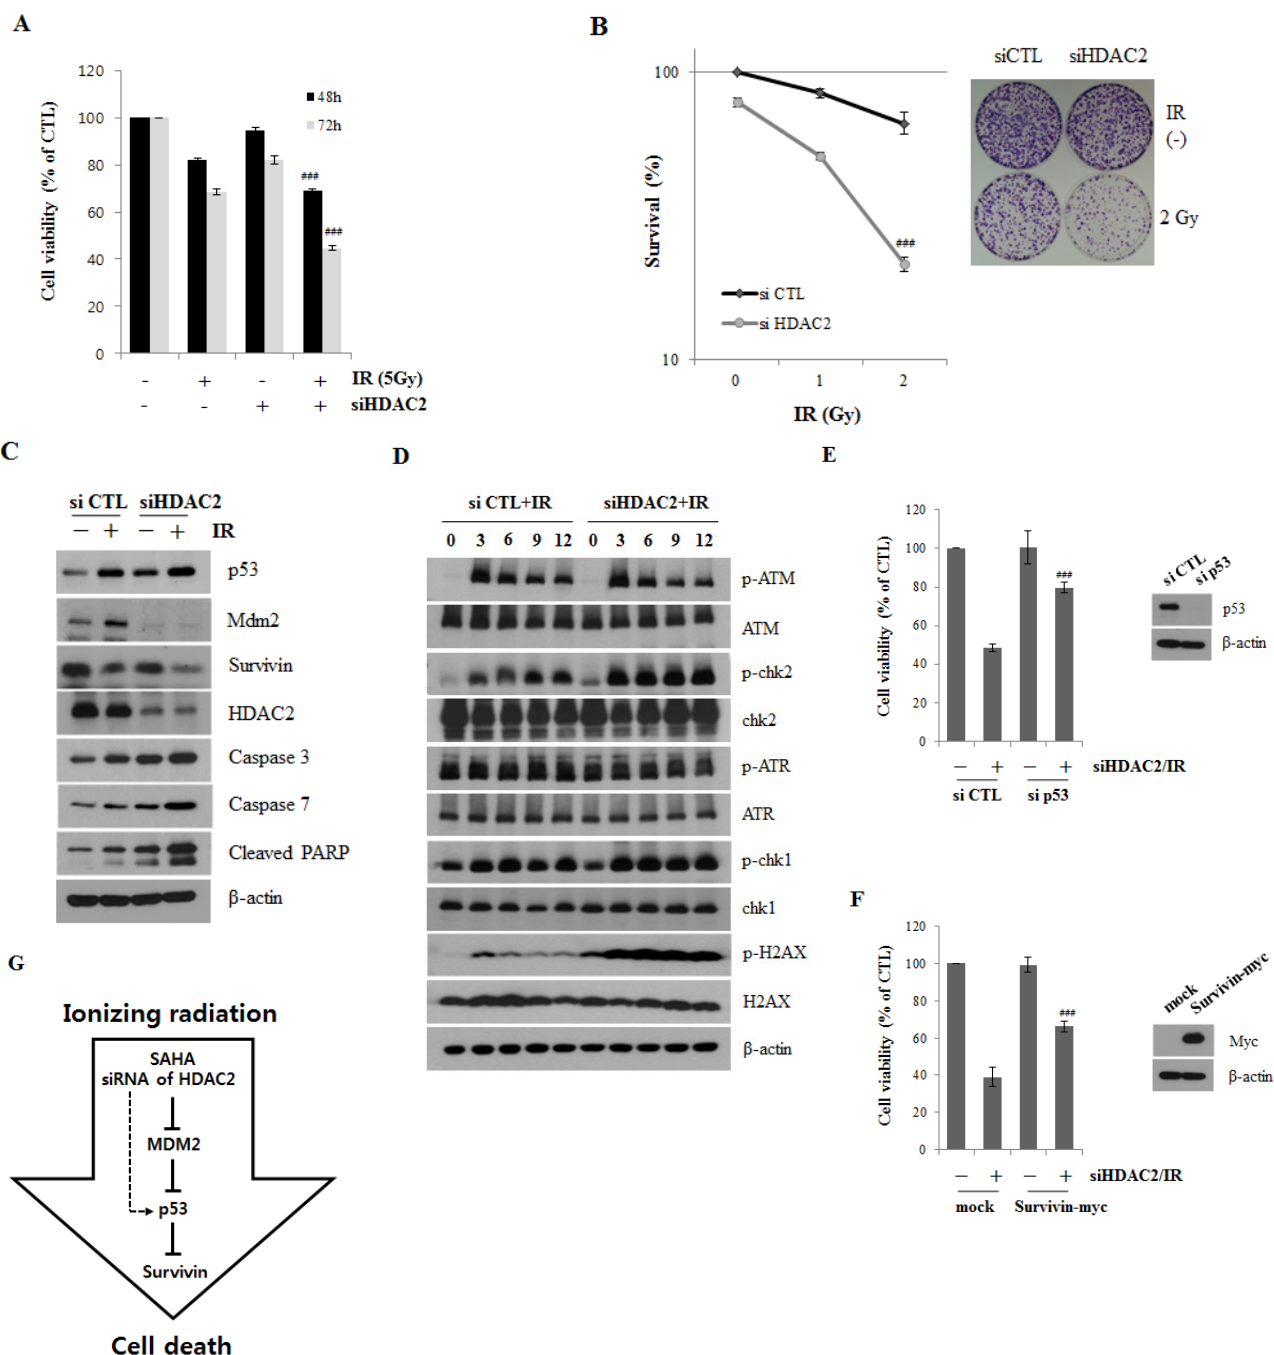 A
120
100
80
60
40
20
0
Cell viability (% of CTL)
48h
72h
###
###
- + - + IR (5Gy)
- - + + siHDAC2
B
100
10
Survival (%)
###
si CTL
si HDAC2
0 1 2
IR (Gy)
siCTL siHDAC2
IR
(-)
2 Gy
C
si CTL siHDAC2
− + − + IR
p53
Mdm2
Survivin
HDAC2
Caspase 3
Caspase 7
Cleaved PARP
β-actin
D
si CTL+IR siHDAC2+IR
0 3 6 9 12 0 3 6 9 12
p-ATM
ATM
p-chk2
chk2
p-ATR
ATR
p-chk1
chk1
p-H2AX
H2AX
β-actin
E
120
100
80
60
40
20
0
Cell viability (% of CTL)
###
− + − + siHDAC2/IR
si CTL si p53
si CTL
si p53
p53
β-actin
F
120
100
80
60
40
20
0
Cell viability (% of CTL)
###
− + − + siHDAC2/IR
mock Survivin-myc
mock
Survivin-myc
Myc
β-actin
G
Ionizing radiation
SAHA
siRNA of HDAC2
MDM2
p53
Survivin
Cell death